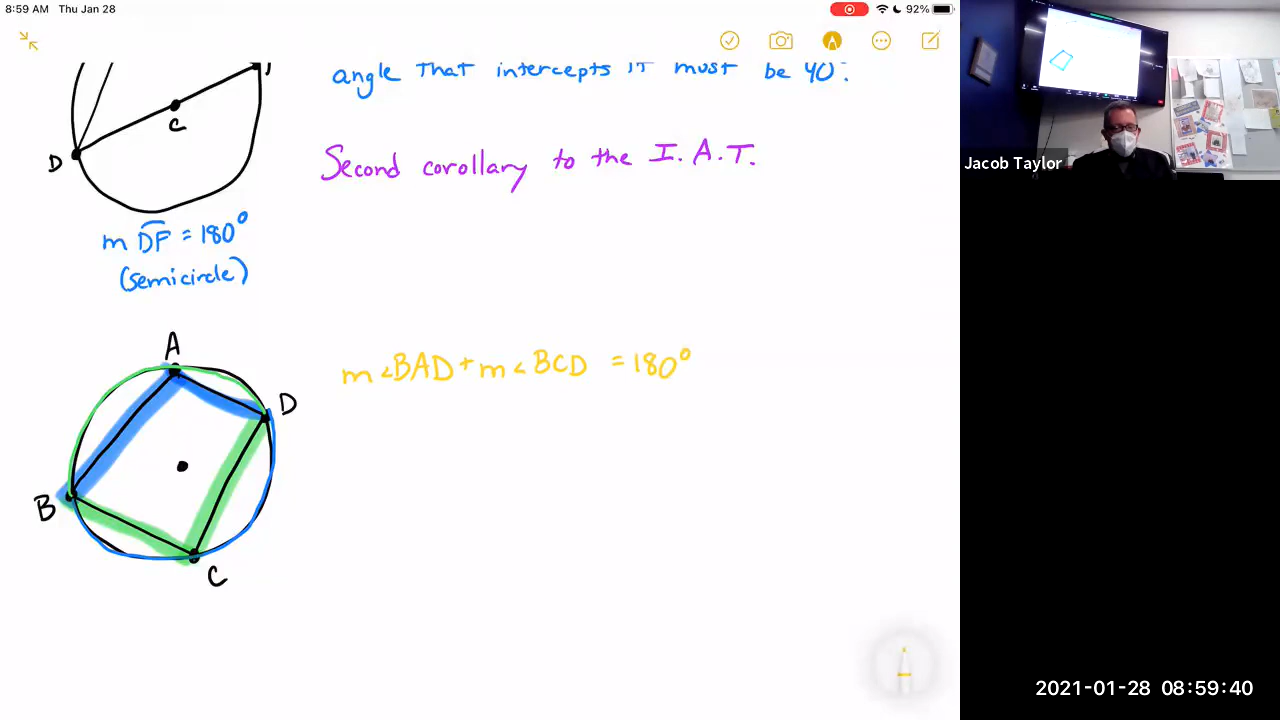 8:59 AM Thu Jan 28
92%
angle that intercepts it must be 40°.
C
D
Second corollary to the I.A.T.
Jacob Taylor
m DF = 180°
(semicircle)
A
m∠BAD + m∠BCD = 180°
D
B
C
2021-01-28 08:59:40